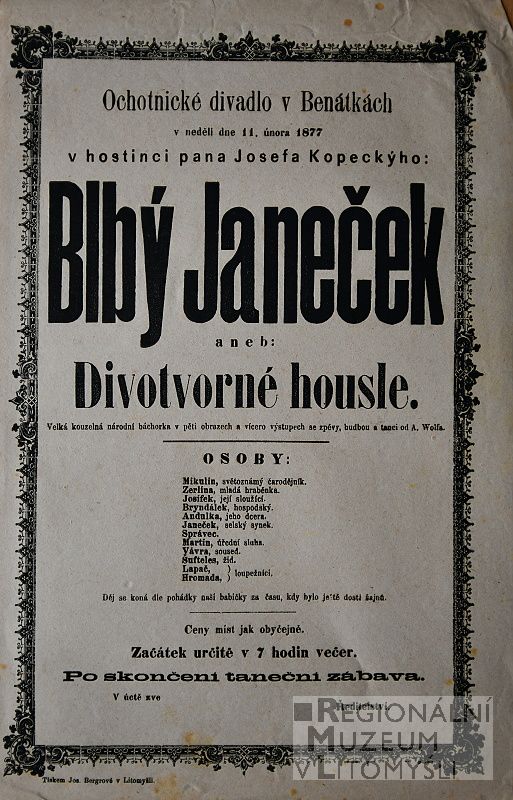 Ochotnické divadlo v Benátkách
v neděli dne 11. února 1877
v hostinci pana Josefa Kopeckýho:
Blbý Janeček
aneb:
Divotvorné housle.
Velká kouzelná národní báchorka v pěti obrazech a vícero výstupech se zpěvy, hudbou a tanci od A. Wolfa.
OSOBY:
Mikulin, světoznámý čarodějník.
Zerlina, mladá hraběnka.
Josífek, její sloužící.
Bryndálek, hospodský.
Andulka, jeho dcera.
Janeček, selský synek.
Správec.
Martin, úřední sluha.
Vávra, soused.
Sufteles, žid.
Lapač, } loupežníci.
Hromada,
Děj se koná dle pohádky naší babičky za času, kdy bylo ještě dosti šajnů.
Ceny míst jak obyčejně.
Začátek určitě v 7 hodin večer.
Po skončení taneční zábava.
V úctě zve
Ředitelství.
Tiskem Jos. Bergrově v Litomyšli.
REGIONÁLNÍ
MUZEUM
V LITOMYŠLI